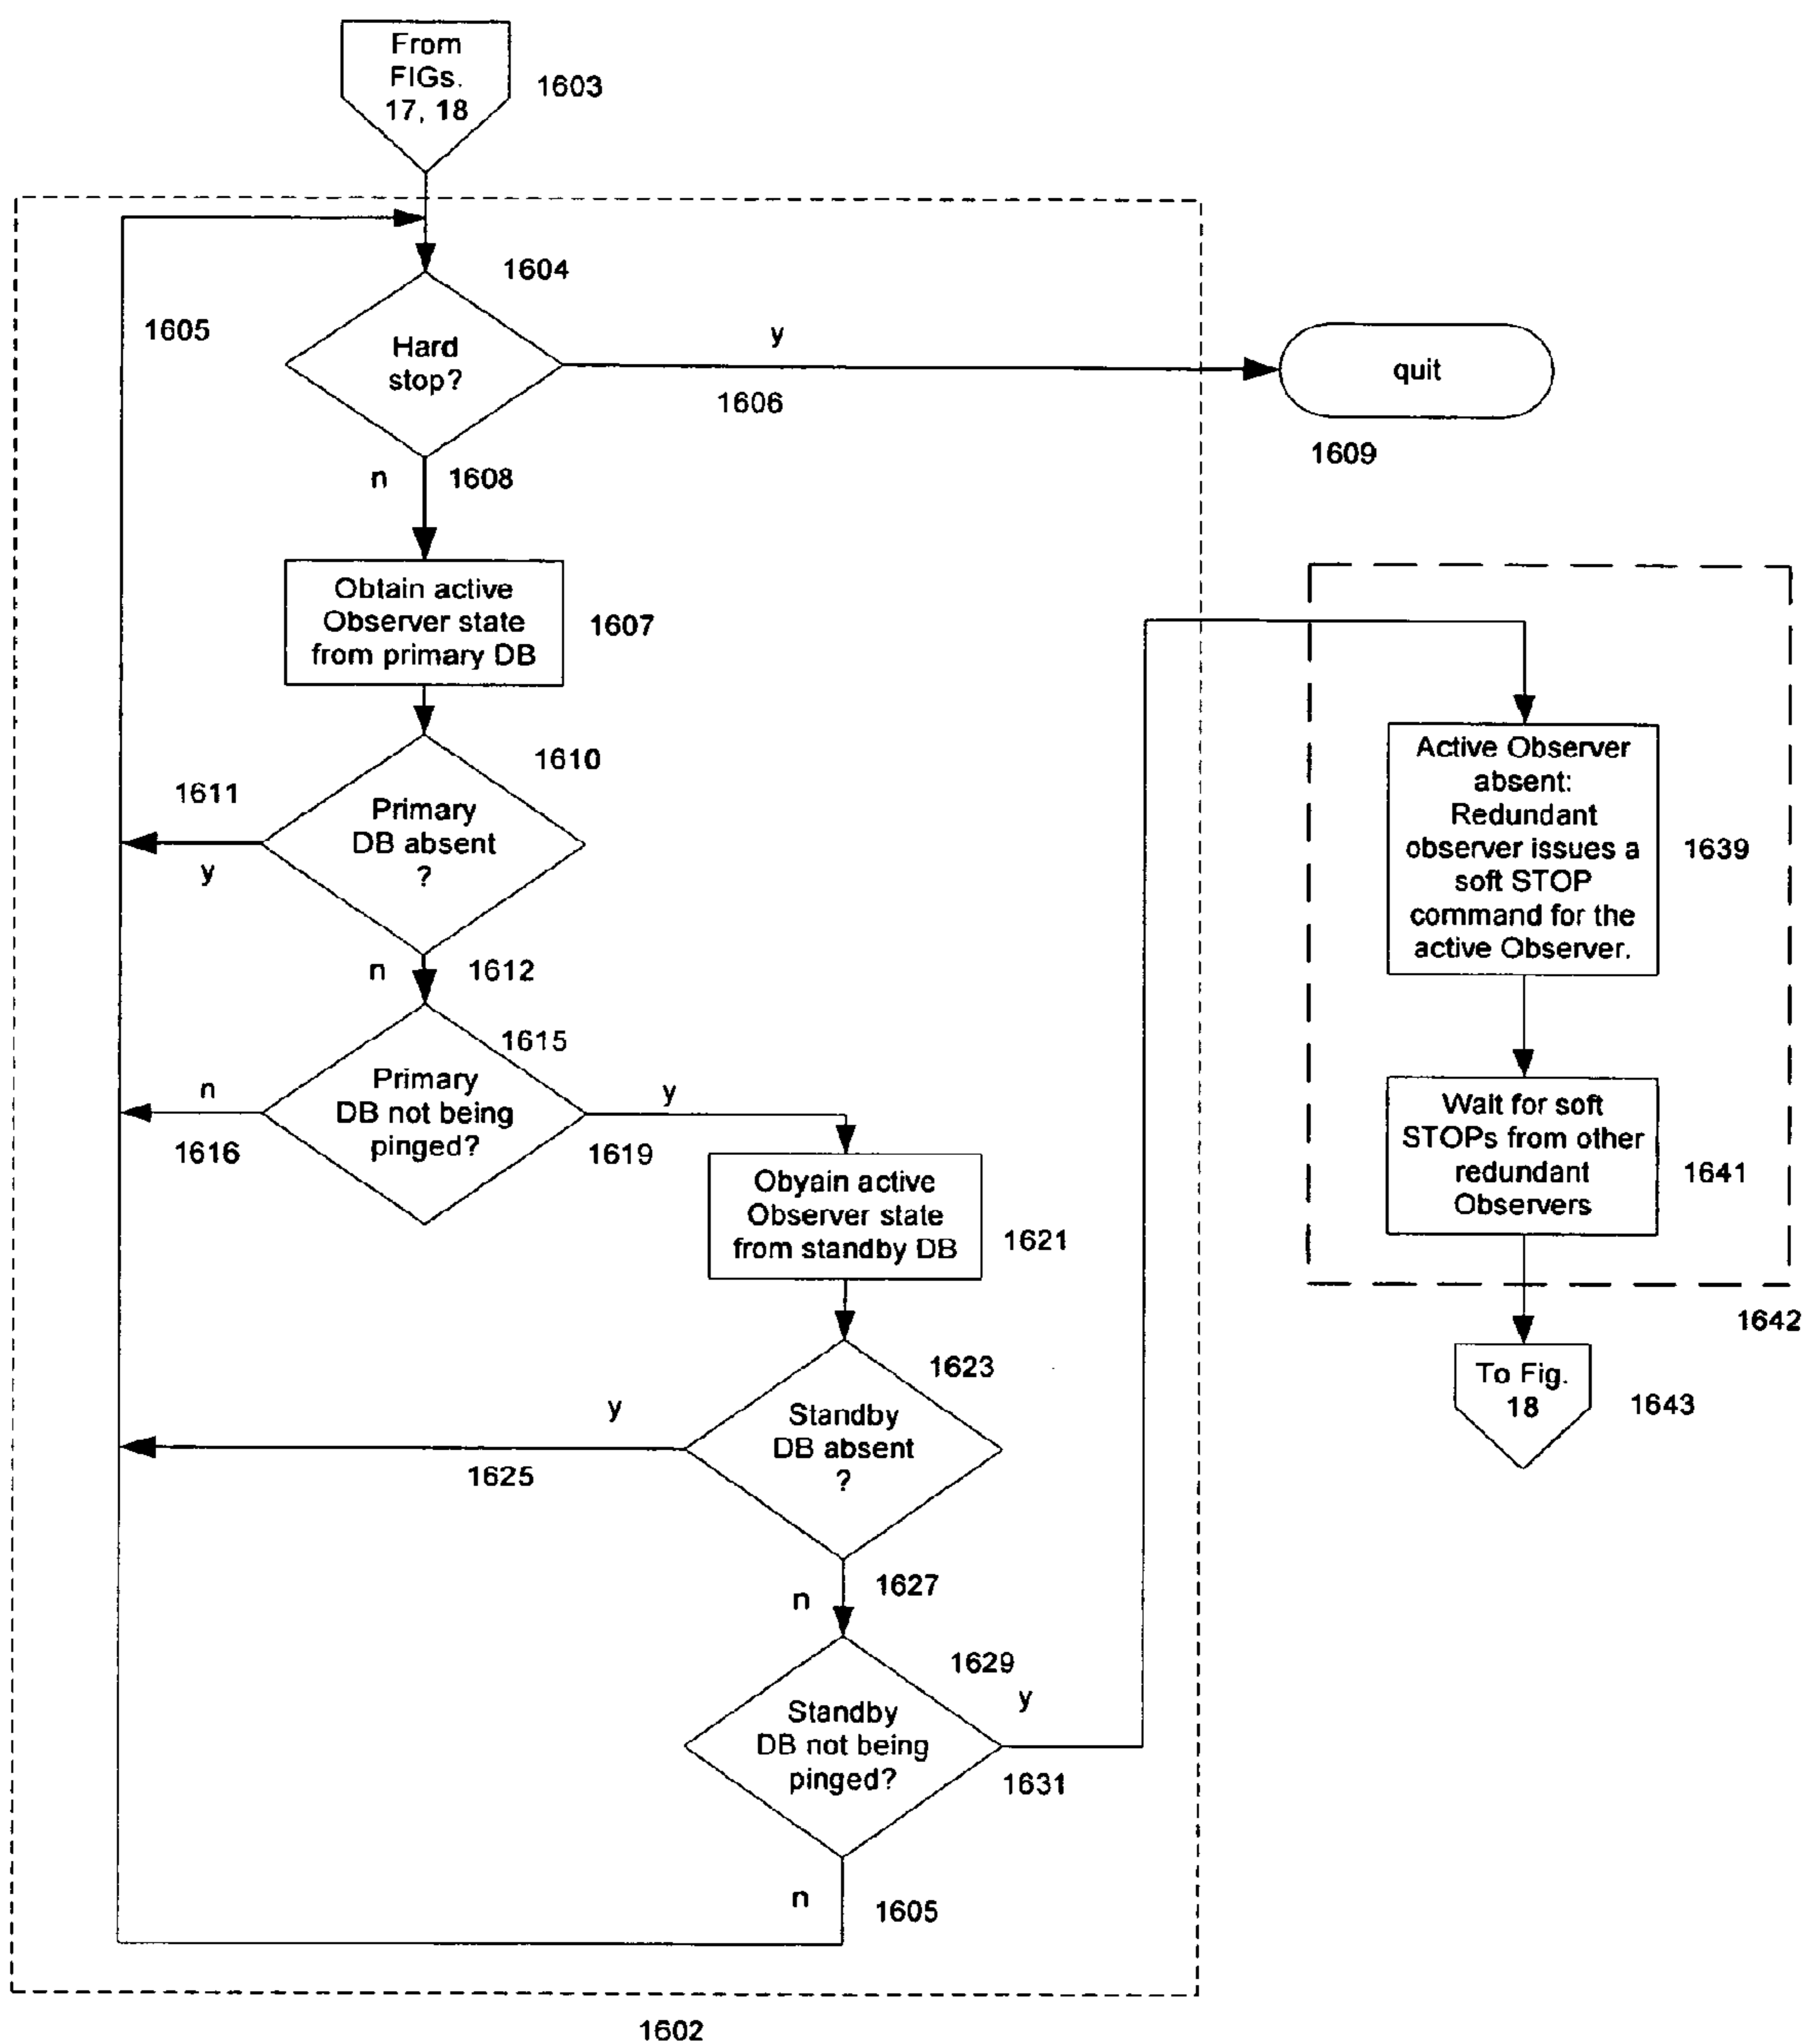 From
FIGs.
17, 18
1603
1604
1605
Hard
stop?
y
1606
quit
1609
n
1608
Obtain active
Observer state
from primary DB
1607
1610
1611
Primary
DB absent
?
y
n
1612
1615
Primary
DB not being
pinged?
n
1616
y
1619
Obyain active
Observer state
from standby DB
1621
1623
Standby
DB absent
?
y
1625
n
1627
1629
Standby
DB not being
pinged?
y
1631
n
1605
1602
Active Observer
absent:
Redundant
observer issues a
soft STOP
command for the
active Observer.
1639
Wait for soft
STOPs from other
redundant
Observers
1641
1642
To Fig.
18
1643